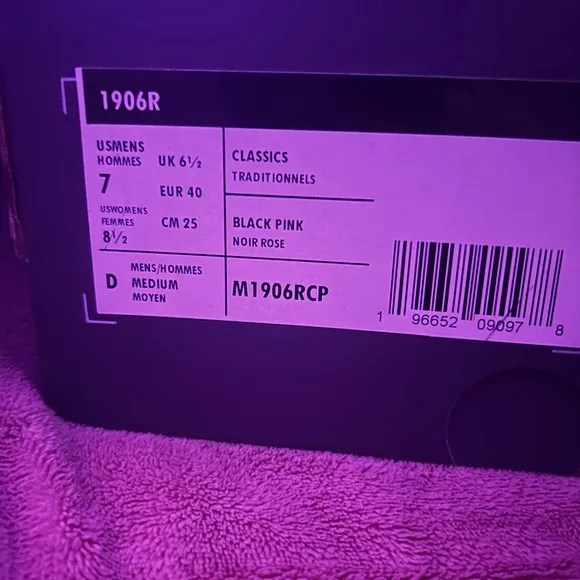 1906R
USMENS
HOMMES
7
UK 6½
EUR 40
USWOMENS
FEMMES
8½
CM 25
CLASSICS
TRADITIONNELS
BLACK PINK
NOIR ROSE
D
MENS/HOMMES
MEDIUM
MOYEN
M1906RCP
1 96652 09097 8